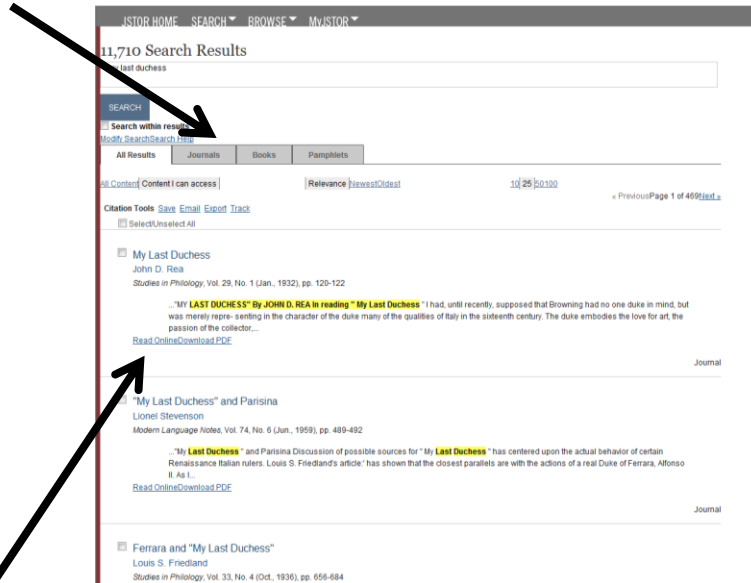 JSTOR HOME SEARCH BROWSE MyJSTOR
11,710 Search Results
last duchess
SEARCH
Search within results
Modify SearchSearch Help
All Results Journals Books Pamphlets
All Content Content I can access Relevance NewestOldest 10 25 50100
« PreviousPage 1 of 469Next »
Citation Tools Save Email Export Track
Select/Unselect All
My Last Duchess
John D. Rea
Studies in Philology, Vol. 29, No. 1 (Jan., 1932), pp. 120-122
..."MY LAST DUCHESS" By JOHN D. REA In reading " My Last Duchess " I had, until recently, supposed that Browning had no one duke in mind, but
was merely repre- senting in the character of the duke many of the qualities of Italy in the sixteenth century. The duke embodies the love for art, the
passion of the collector,...
Read OnlineDownload PDF
Journal
"My Last Duchess" and Parisina
Lionel Stevenson
Modern Language Notes, Vol. 74, No. 6 (Jun., 1959), pp. 489-492
..."My Last Duchess " and Parisina Discussion of possible sources for " My Last Duchess " has centered upon the actual behavior of certain
Renaissance Italian rulers. Louis S. Friedland's article:' has shown that the closest parallels are with the actions of a real Duke of Ferrara, Alfonso
II. As I...
Read OnlineDownload PDF
Journal
Ferrara and "My Last Duchess"
Louis S. Friedland
Studies in Philology, Vol. 33, No. 4 (Oct., 1936), pp. 656-684